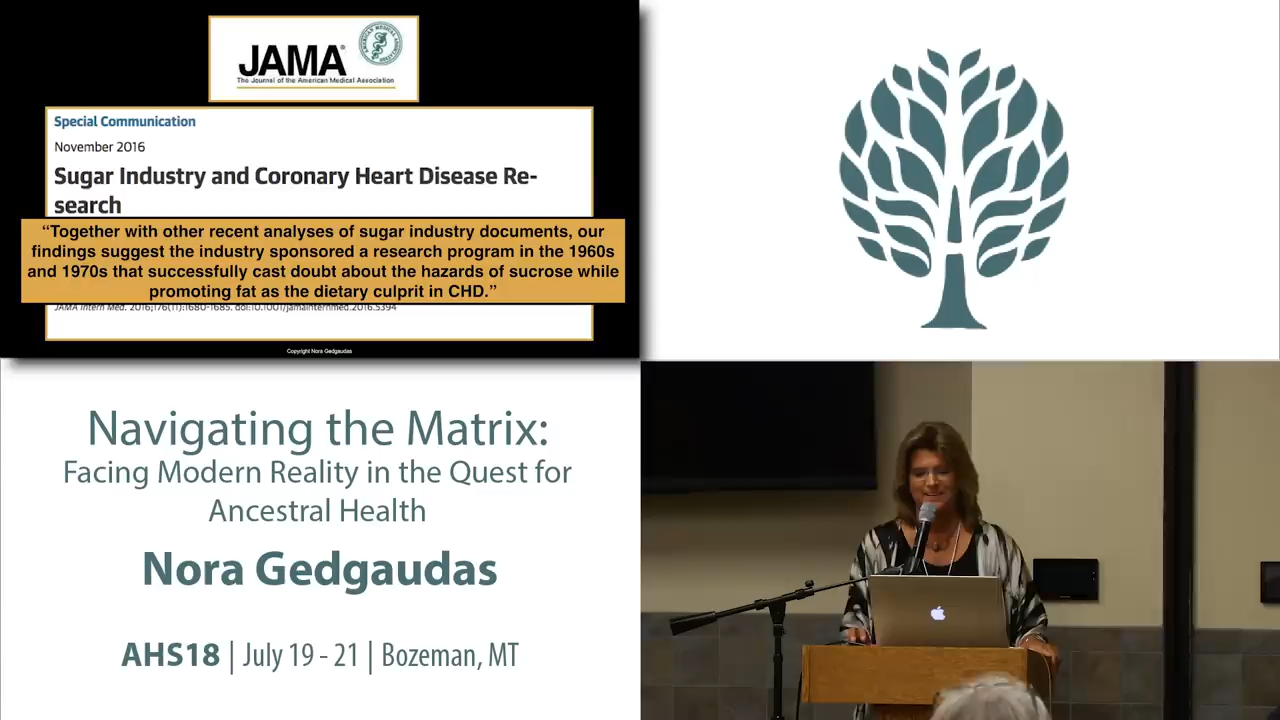 JAMA
The Journal of the American Medical Association
Special Communication
November 2016
Sugar Industry and Coronary Heart Disease Re-
search
“Together with other recent analyses of sugar industry documents, our
findings suggest the industry sponsored a research program in the 1960s
and 1970s that successfully cast doubt about the hazards of sucrose while
promoting fat as the dietary culprit in CHD.”
JAMA Intern Med. 2016;176(11):1680-1685. doi:10.1001/jamainternmed.2016.5394
Copyright Nora Gedgaudas
Navigating the Matrix:
Facing Modern Reality in the Quest for
Ancestral Health
Nora Gedgaudas
AHS18 | July 19 - 21 | Bozeman, MT